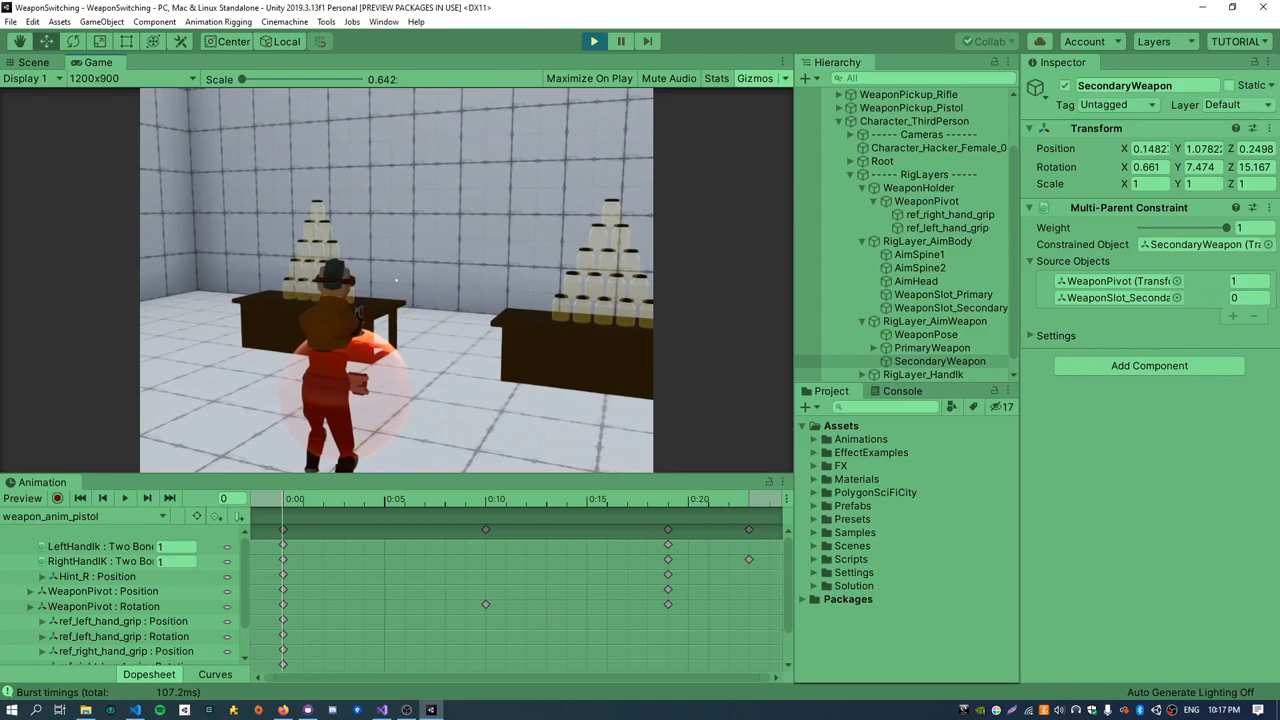 WeaponSwitching - WeaponSwitching - PC, Mac & Linux Standalone - Unity 2019.3.13f1 Personal [PREVIEW PACKAGES IN USE] <DX11>
File Edit Assets GameObject Component Animation Rigging Cinemachine Tools Jobs Window Help
Center Local Collab Account Layers TUTORIAL
Scene Game
Display 1 1200x900 Scale 0.642: Maximize On Play Mute Audio Stats Gizmos
Hierarchy
All
WeaponPickup_Rifle
WeaponPickup_Pistol
Character_ThirdPerson
----- Cameras ------
Character_Hacker_Female_0
Root
----- RigLayers -----
WeaponHolder
WeaponPivot
ref_right_hand_grip
ref_left_hand_grip
RigLayer_AimBody
AimSpine1
AimSpine2
AimHead
WeaponSlot_Primary
WeaponSlot_Secondary
RigLayer_AimWeapon
WeaponPose
PrimaryWeapon
SecondaryWeapon
RigLayer_HandIk
Project Console
17
Assets
Animations
EffectExamples
FX
Materials
PolygonSciFiCity
Prefabs
Presets
Samples
Scenes
Scripts
Settings
Solution
Packages
Inspector
SecondaryWeapon Static
Tag Untagged Layer Default
Transform
Position X 0.1482 Y 1.0782 Z 0.2498
Rotation X 0.661 Y 7.474 Z 15.167
Scale X 1 Y 1 Z 1
Multi-Parent Constraint
Weight 1
Constrained Object SecondaryWeapon (Tra
Source Objects
WeaponPivot (Transfo 1
WeaponSlot_Seconda 0
Settings
Add Component
Animation
Preview 0 0:00 0:05 0:10 0:15 0:20
weapon_anim_pistol
LeftHandIk : Two Bon 1
RightHandIK : Two Bo 1
Hint_R : Position
WeaponPivot : Position
WeaponPivot : Rotation
ref_left_hand_grip : Position
ref_left_hand_grip : Rotation
ref_right_hand_grip : Position
Dopesheet Curves
Burst timings (total: 107.2ms) Auto Generate Lighting Off
ENG 10:17 PM